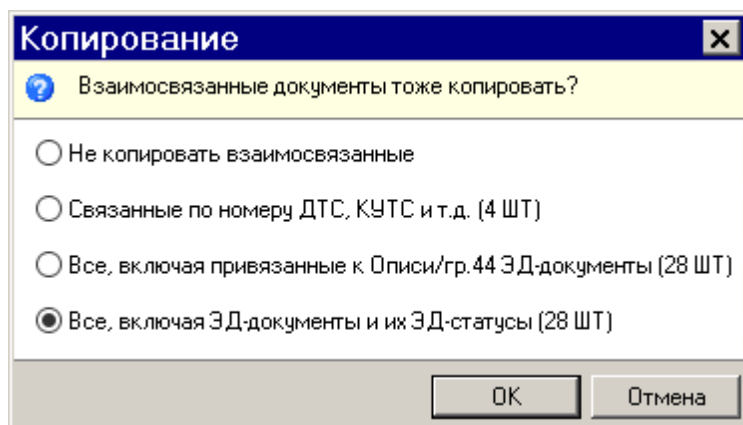 Копирование
Взаимосвязанные документы тоже копировать?
Не копировать взаимосвязанные
Связанные по номеру ДТС, КУТС и т.д. (4 ШТ)
Все, включая привязанные к Описи/гр.44 ЭД-документы (28 ШТ)
Все, включая ЭД-документы и их ЭД-статусы (28 ШТ)
OK Отмена